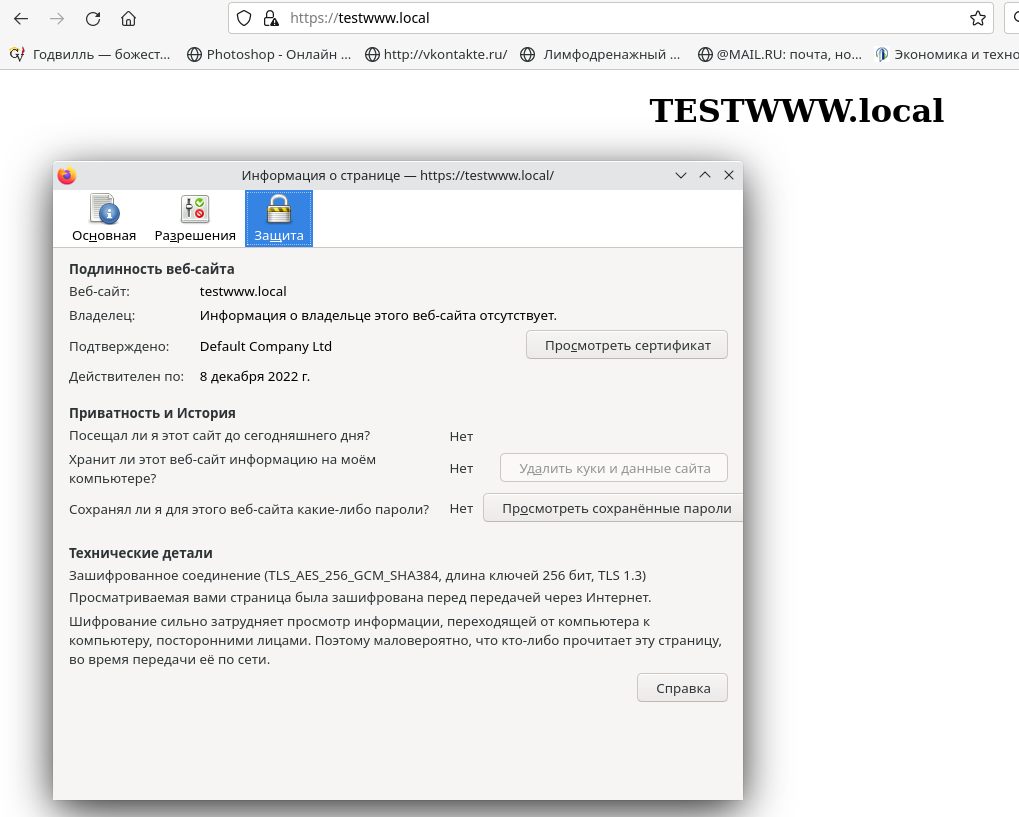 https://testwww.local
Годвилль — божест... Photoshop - Онлайн ... http://vkontakte.ru/ Лимфодренажный ... @MAIL.RU: почта, но... Экономика и техно
TESTWWW.local
Информация о странице — https://testwww.local/
Основная Разрешения Защита
Подлинность веб-сайта
Веб-сайт: testwww.local
Владелец: Информация о владельце этого веб-сайта отсутствует.
Подтверждено: Default Company Ltd Просмотреть сертификат
Действителен по: 8 декабря 2022 г.
Приватность и История
Посещал ли я этот сайт до сегодняшнего дня? Нет
Хранит ли этот веб-сайт информацию на моём
компьютере? Нет Удалить куки и данные сайта
Сохранял ли я для этого веб-сайта какие-либо пароли? Нет Просмотреть сохранённые пароли
Технические детали
Зашифрованное соединение (TLS_AES_256_GCM_SHA384, длина ключей 256 бит, TLS 1.3)
Просматриваемая вами страница была зашифрована перед передачей через Интернет.
Шифрование сильно затрудняет просмотр информации, переходящей от компьютера к
компьютеру, посторонними лицами. Поэтому маловероятно, что кто-либо прочитает эту страницу,
во время передачи её по сети.
Справка